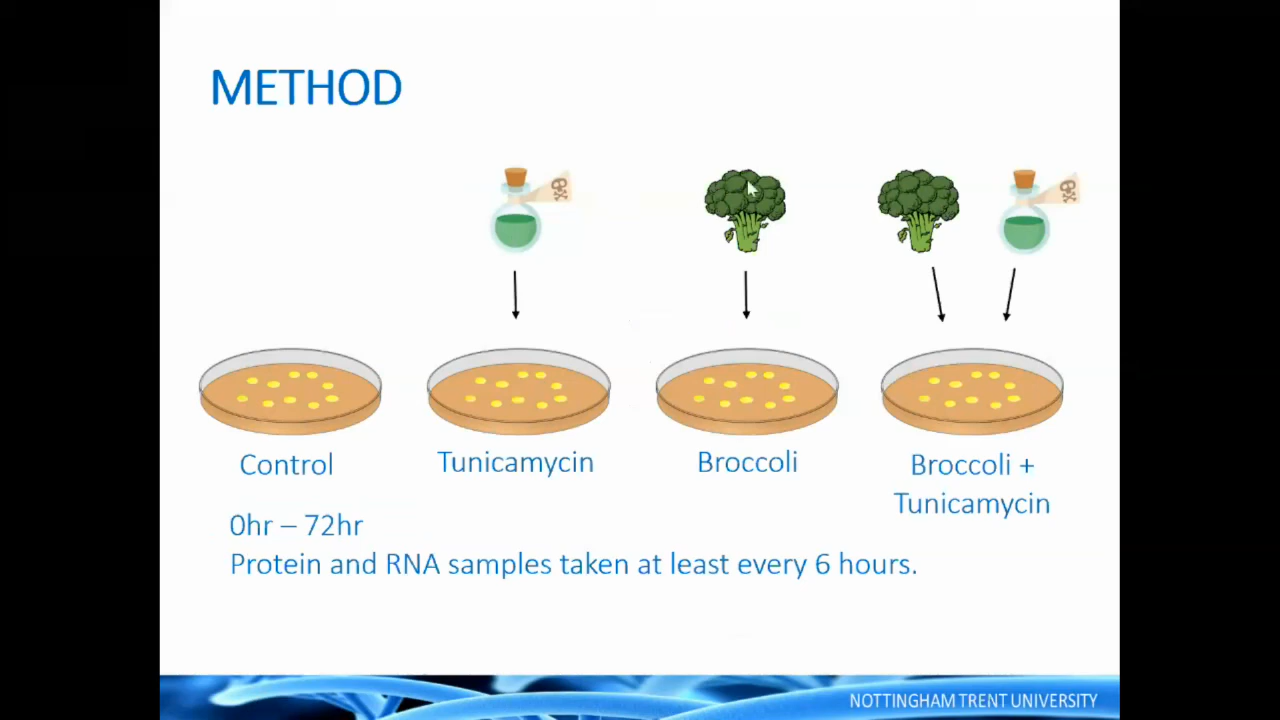 METHOD
Control
Tunicamycin
Broccoli
Broccoli +
Tunicamycin
0hr – 72hr
Protein and RNA samples taken at least every 6 hours.
NOTTINGHAM TRENT UNIVERSITY